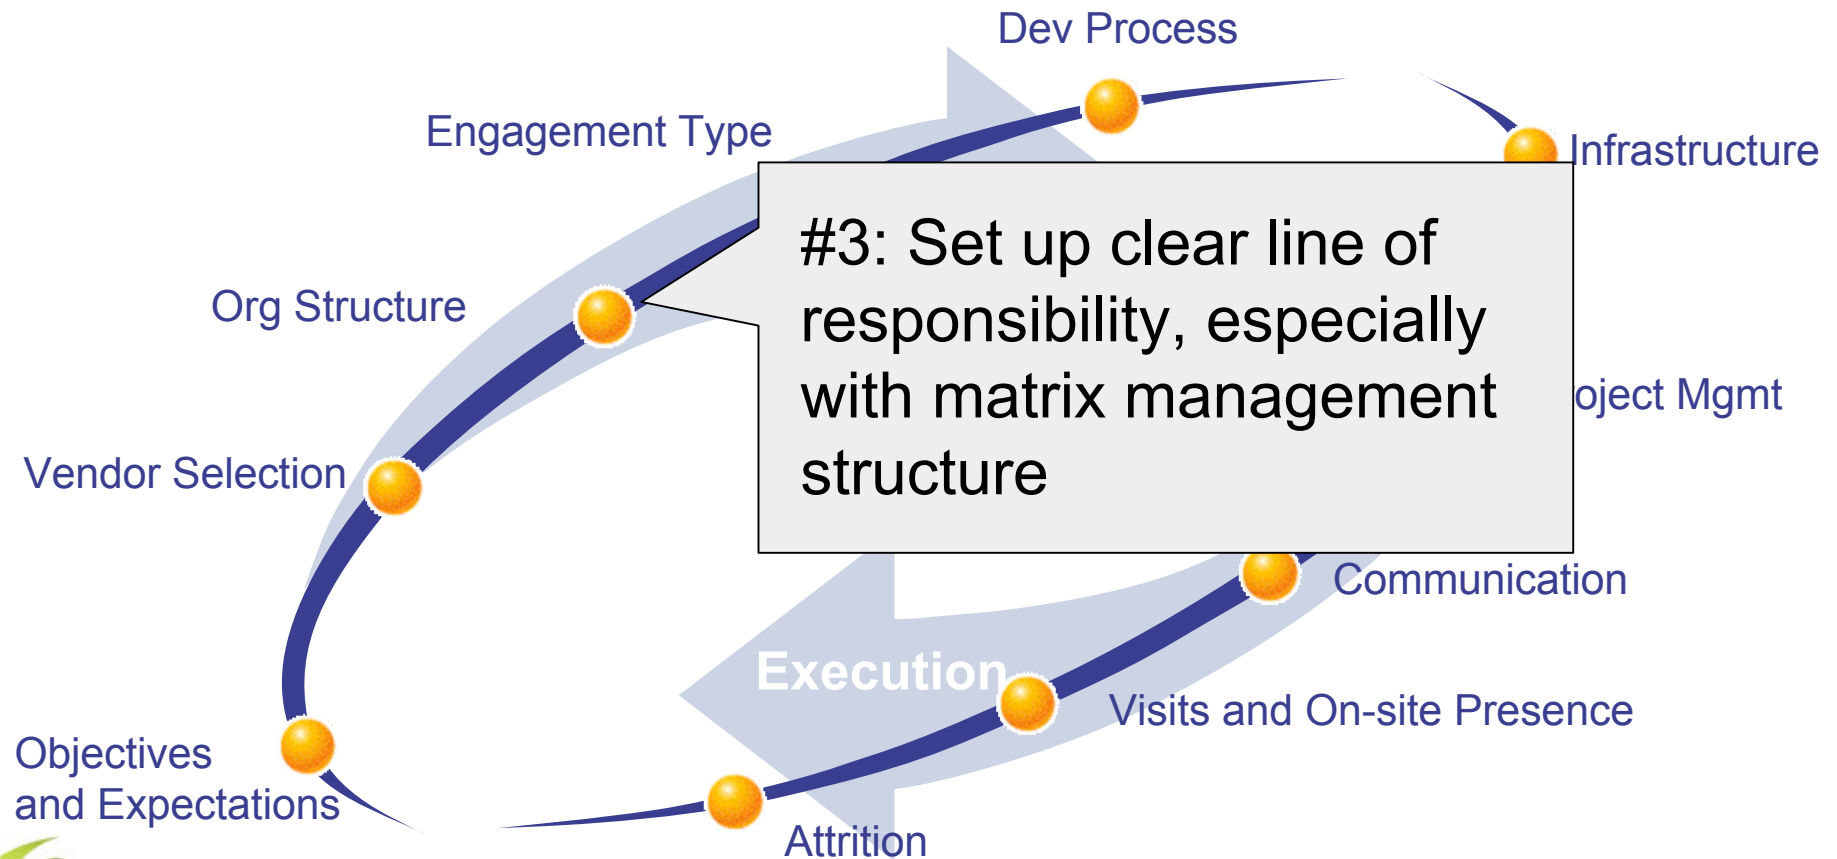 Dev Process
Engagement Type
Infrastructure
#3: Set up clear line of
responsibility, especially
with matrix management
structure
Org Structure
oject Mgmt
Vendor Selection
Communication
Execution
Visits and On-site Presence
Objectives
and Expectations
Attrition